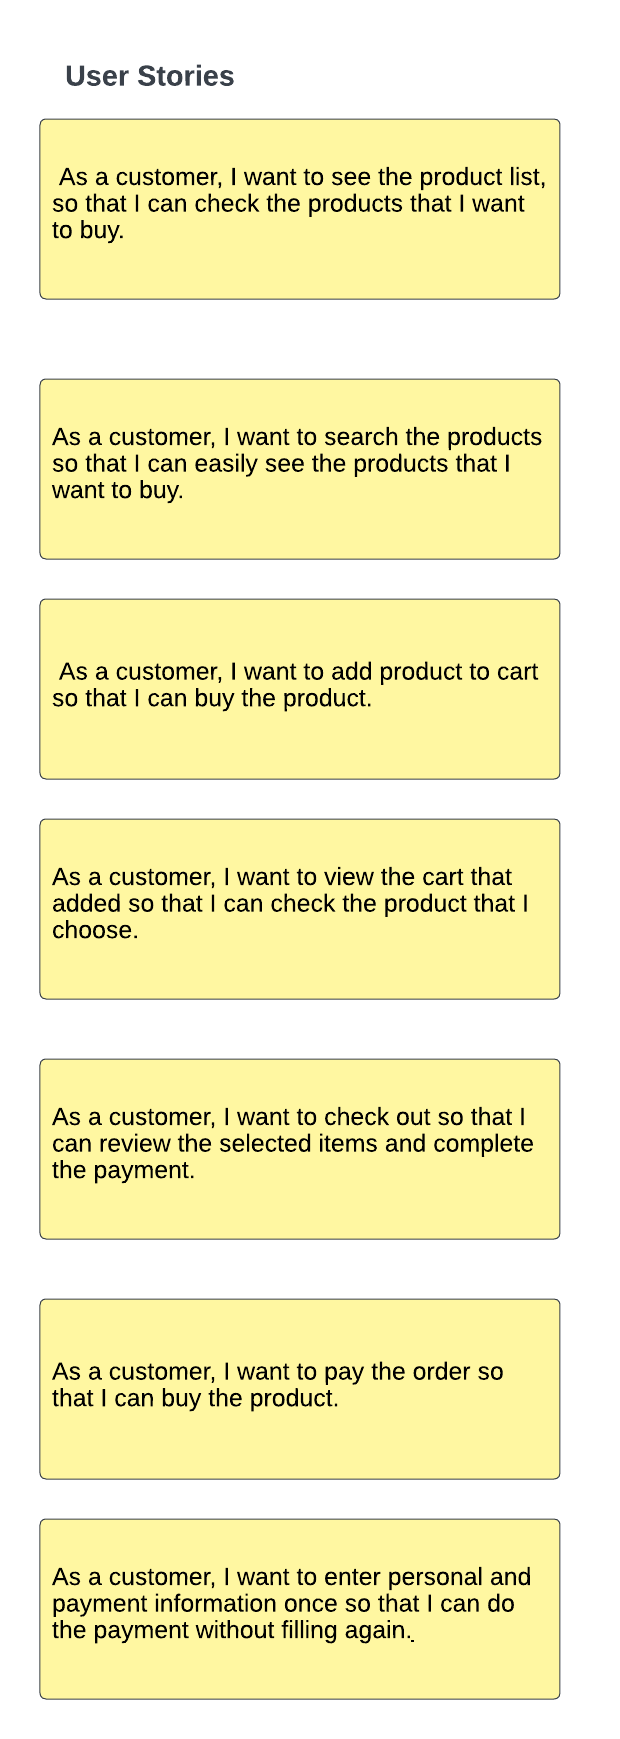 User Stories
As a customer, I want to see the product list,
so that I can check the products that I want
to buy.
As a customer, I want to search the products
so that I can easily see the products that I
want to buy.
As a customer, I want to add product to cart
so that I can buy the product.
As a customer, I want to view the cart that
added so that I can check the product that I
choose.
As a customer, I want to check out so that I
can review the selected items and complete
the payment.
As a customer, I want to pay the order so
that I can buy the product.
As a customer, I want to enter personal and
payment information once so that I can do
the payment without filling again..